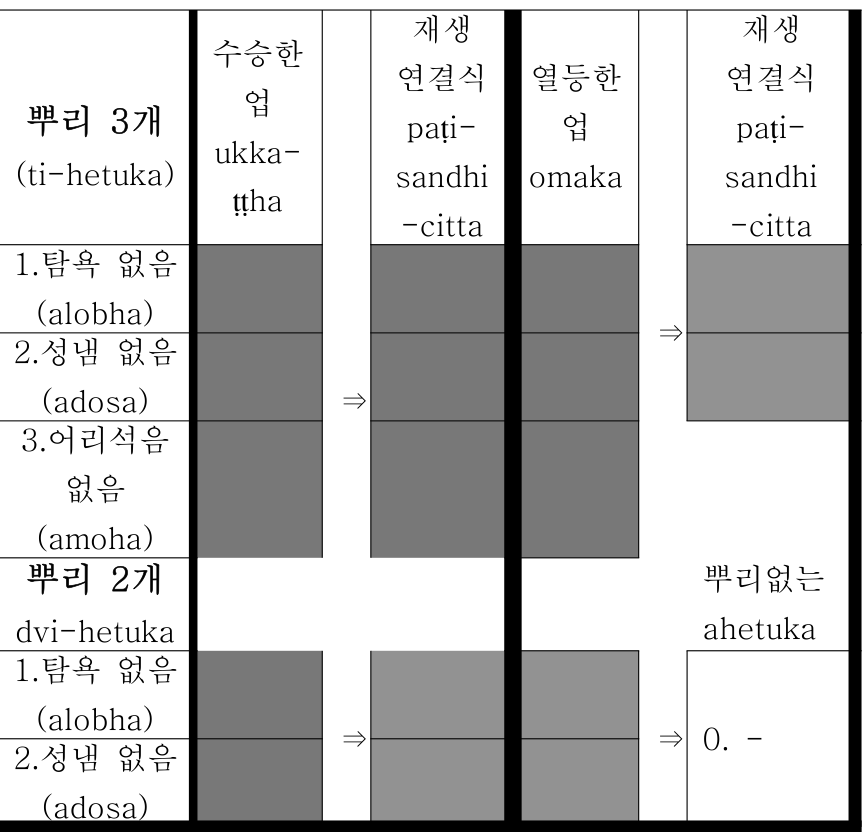 뿌리 3개
(ti-hetuka)
수승한
업
ukka-
ṭṭha
재생
연결식
paṭi-
sandhi
-citta
열등한
업
omaka
재생
연결식
paṭi-
sandhi
-citta
1.탐욕 없음
(alobha)
2.성냄 없음
(adosa)
3.어리석음
없음
(amoha)
⇒
⇒
뿌리 2개
dvi-hetuka
뿌리없는
ahetuka
1.탐욕 없음
(alobha)
2.성냄 없음
(adosa)
⇒
⇒
0. -